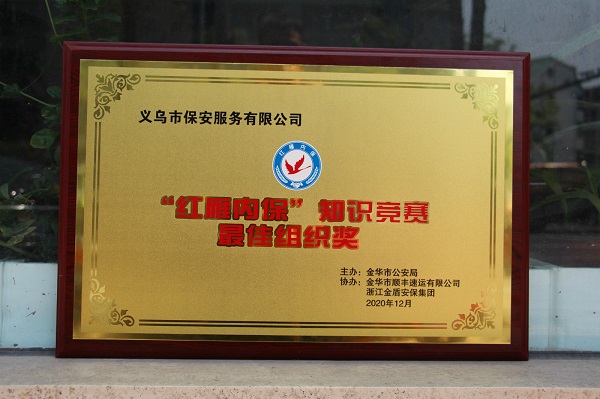 义乌市保安服务有限公司
红雁内保
“红雁内保”知识竞赛
最佳组织奖
主办：金华市公安局
协办：金华市顺丰速运有限公司
浙江金盾安保集团
2020年12月